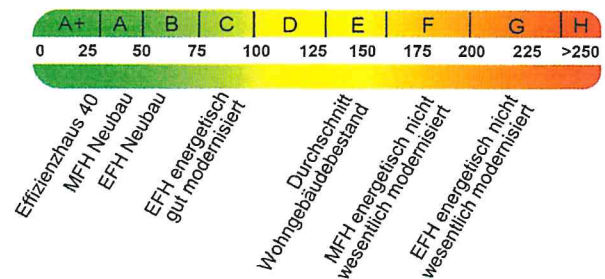 A+ A B C D E F G H
0 25 50 75 100 125 150 175 200 225 >250
Effizienzhaus 40
MFH Neubau
EFH Neubau
EFH energetisch
gut modernisiert
Durchschnitt
Wohngebäudebestand
MFH energetisch nicht
wesentlich modernisiert
EFH energetisch nicht
wesentlich modernisiert